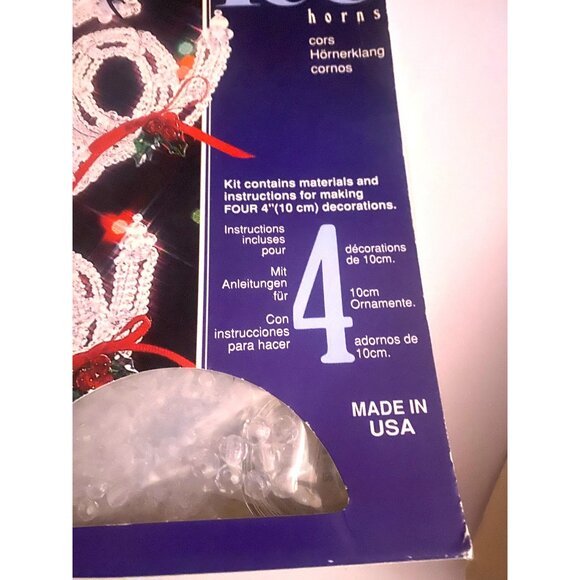 horns
cors
Hörnerklang
cornos
Kit contains materials and
instructions for making
FOUR 4"(10 cm) decorations.
Instructions
incluses
pour
Mit
Anleitungen
für
Con
instrucciones
para hacer
4
décorations
de 10cm.
10cm
Ornamente.
adornos de
10cm.
MADE IN
USA